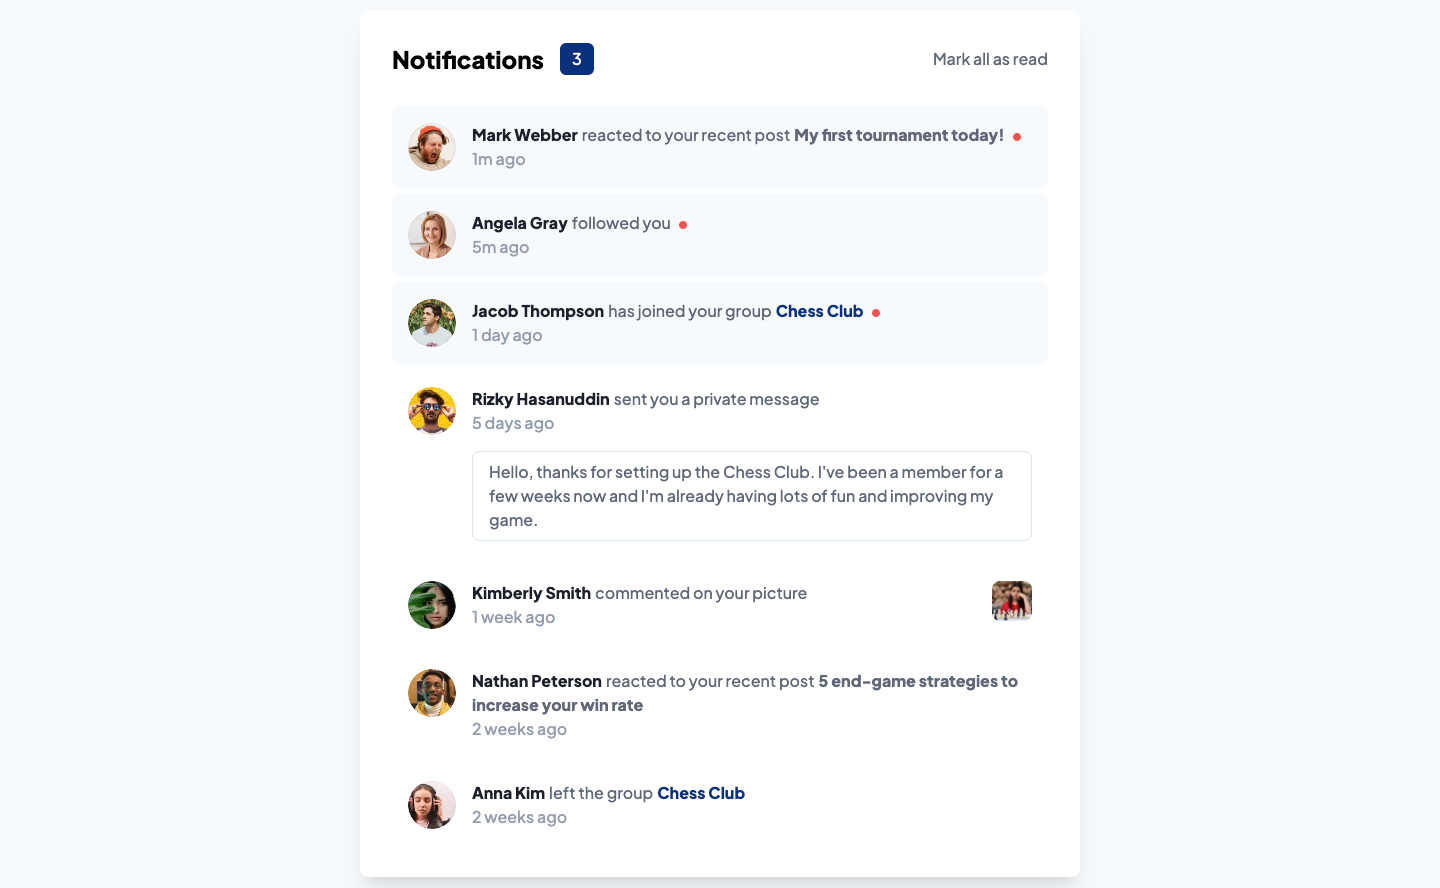 Notifications 3 Mark all as read
Mark Webber reacted to your recent post My first tournament today!
1m ago
Angela Gray followed you
5m ago
Jacob Thompson has joined your group Chess Club
1 day ago
Rizky Hasanuddin sent you a private message
5 days ago
Hello, thanks for setting up the Chess Club. I've been a member for a
few weeks now and I'm already having lots of fun and improving my
game.
Kimberly Smith commented on your picture
1 week ago
Nathan Peterson reacted to your recent post 5 end-game strategies to
increase your win rate
2 weeks ago
Anna Kim left the group Chess Club
2 weeks ago